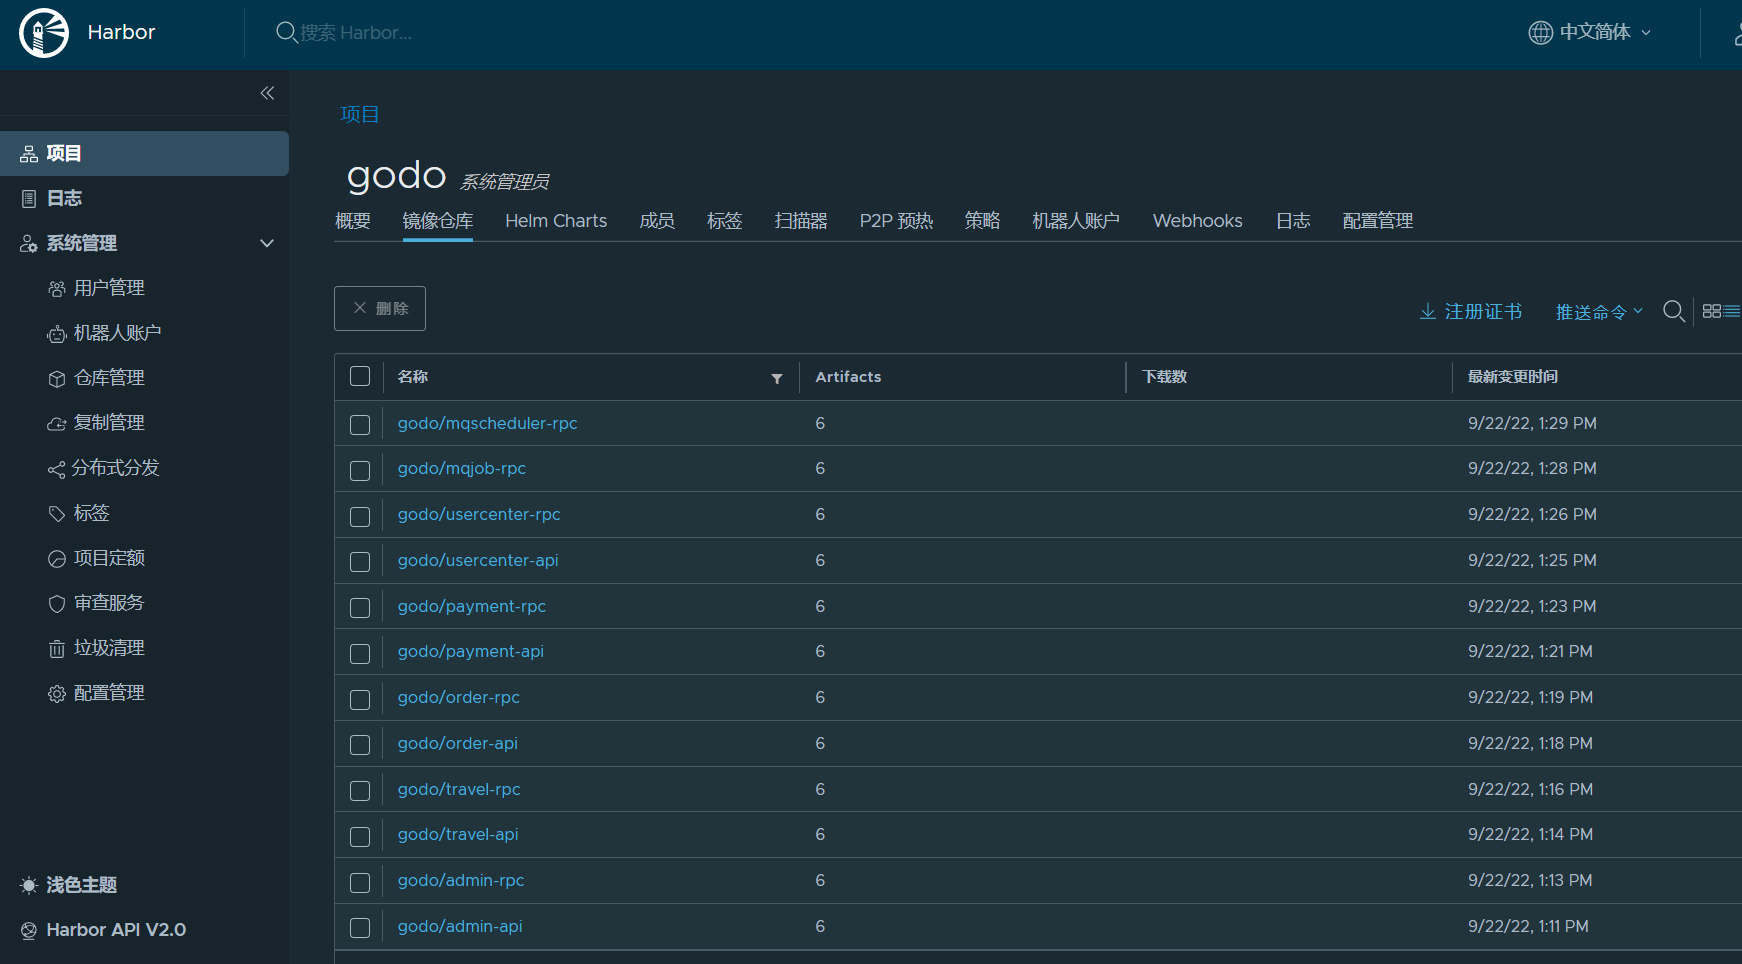 Harbor
搜索 Harbor...
中文简体
项目
日志
系统管理
用户管理
机器人账户
仓库管理
复制管理
分布式分发
标签
项目定额
审查服务
垃圾清理
配置管理
浅色主题
Harbor API V2.0
项目
godo 系统管理员
概要 镜像仓库 Helm Charts 成员 标签 扫描器 P2P 预热 策略 机器人账户 Webhooks 日志 配置管理
删除 注册证书 推送命令
名称 Artifacts 下载数 最新变更时间
godo/mqscheduler-rpc 6 9/22/22, 1:29 PM
godo/mqjob-rpc 6 9/22/22, 1:28 PM
godo/usercenter-rpc 6 9/22/22, 1:26 PM
godo/usercenter-api 6 9/22/22, 1:25 PM
godo/payment-rpc 6 9/22/22, 1:23 PM
godo/payment-api 6 9/22/22, 1:21 PM
godo/order-rpc 6 9/22/22, 1:19 PM
godo/order-api 6 9/22/22, 1:18 PM
godo/travel-rpc 6 9/22/22, 1:16 PM
godo/travel-api 6 9/22/22, 1:14 PM
godo/admin-rpc 6 9/22/22, 1:13 PM
godo/admin-api 6 9/22/22, 1:11 PM